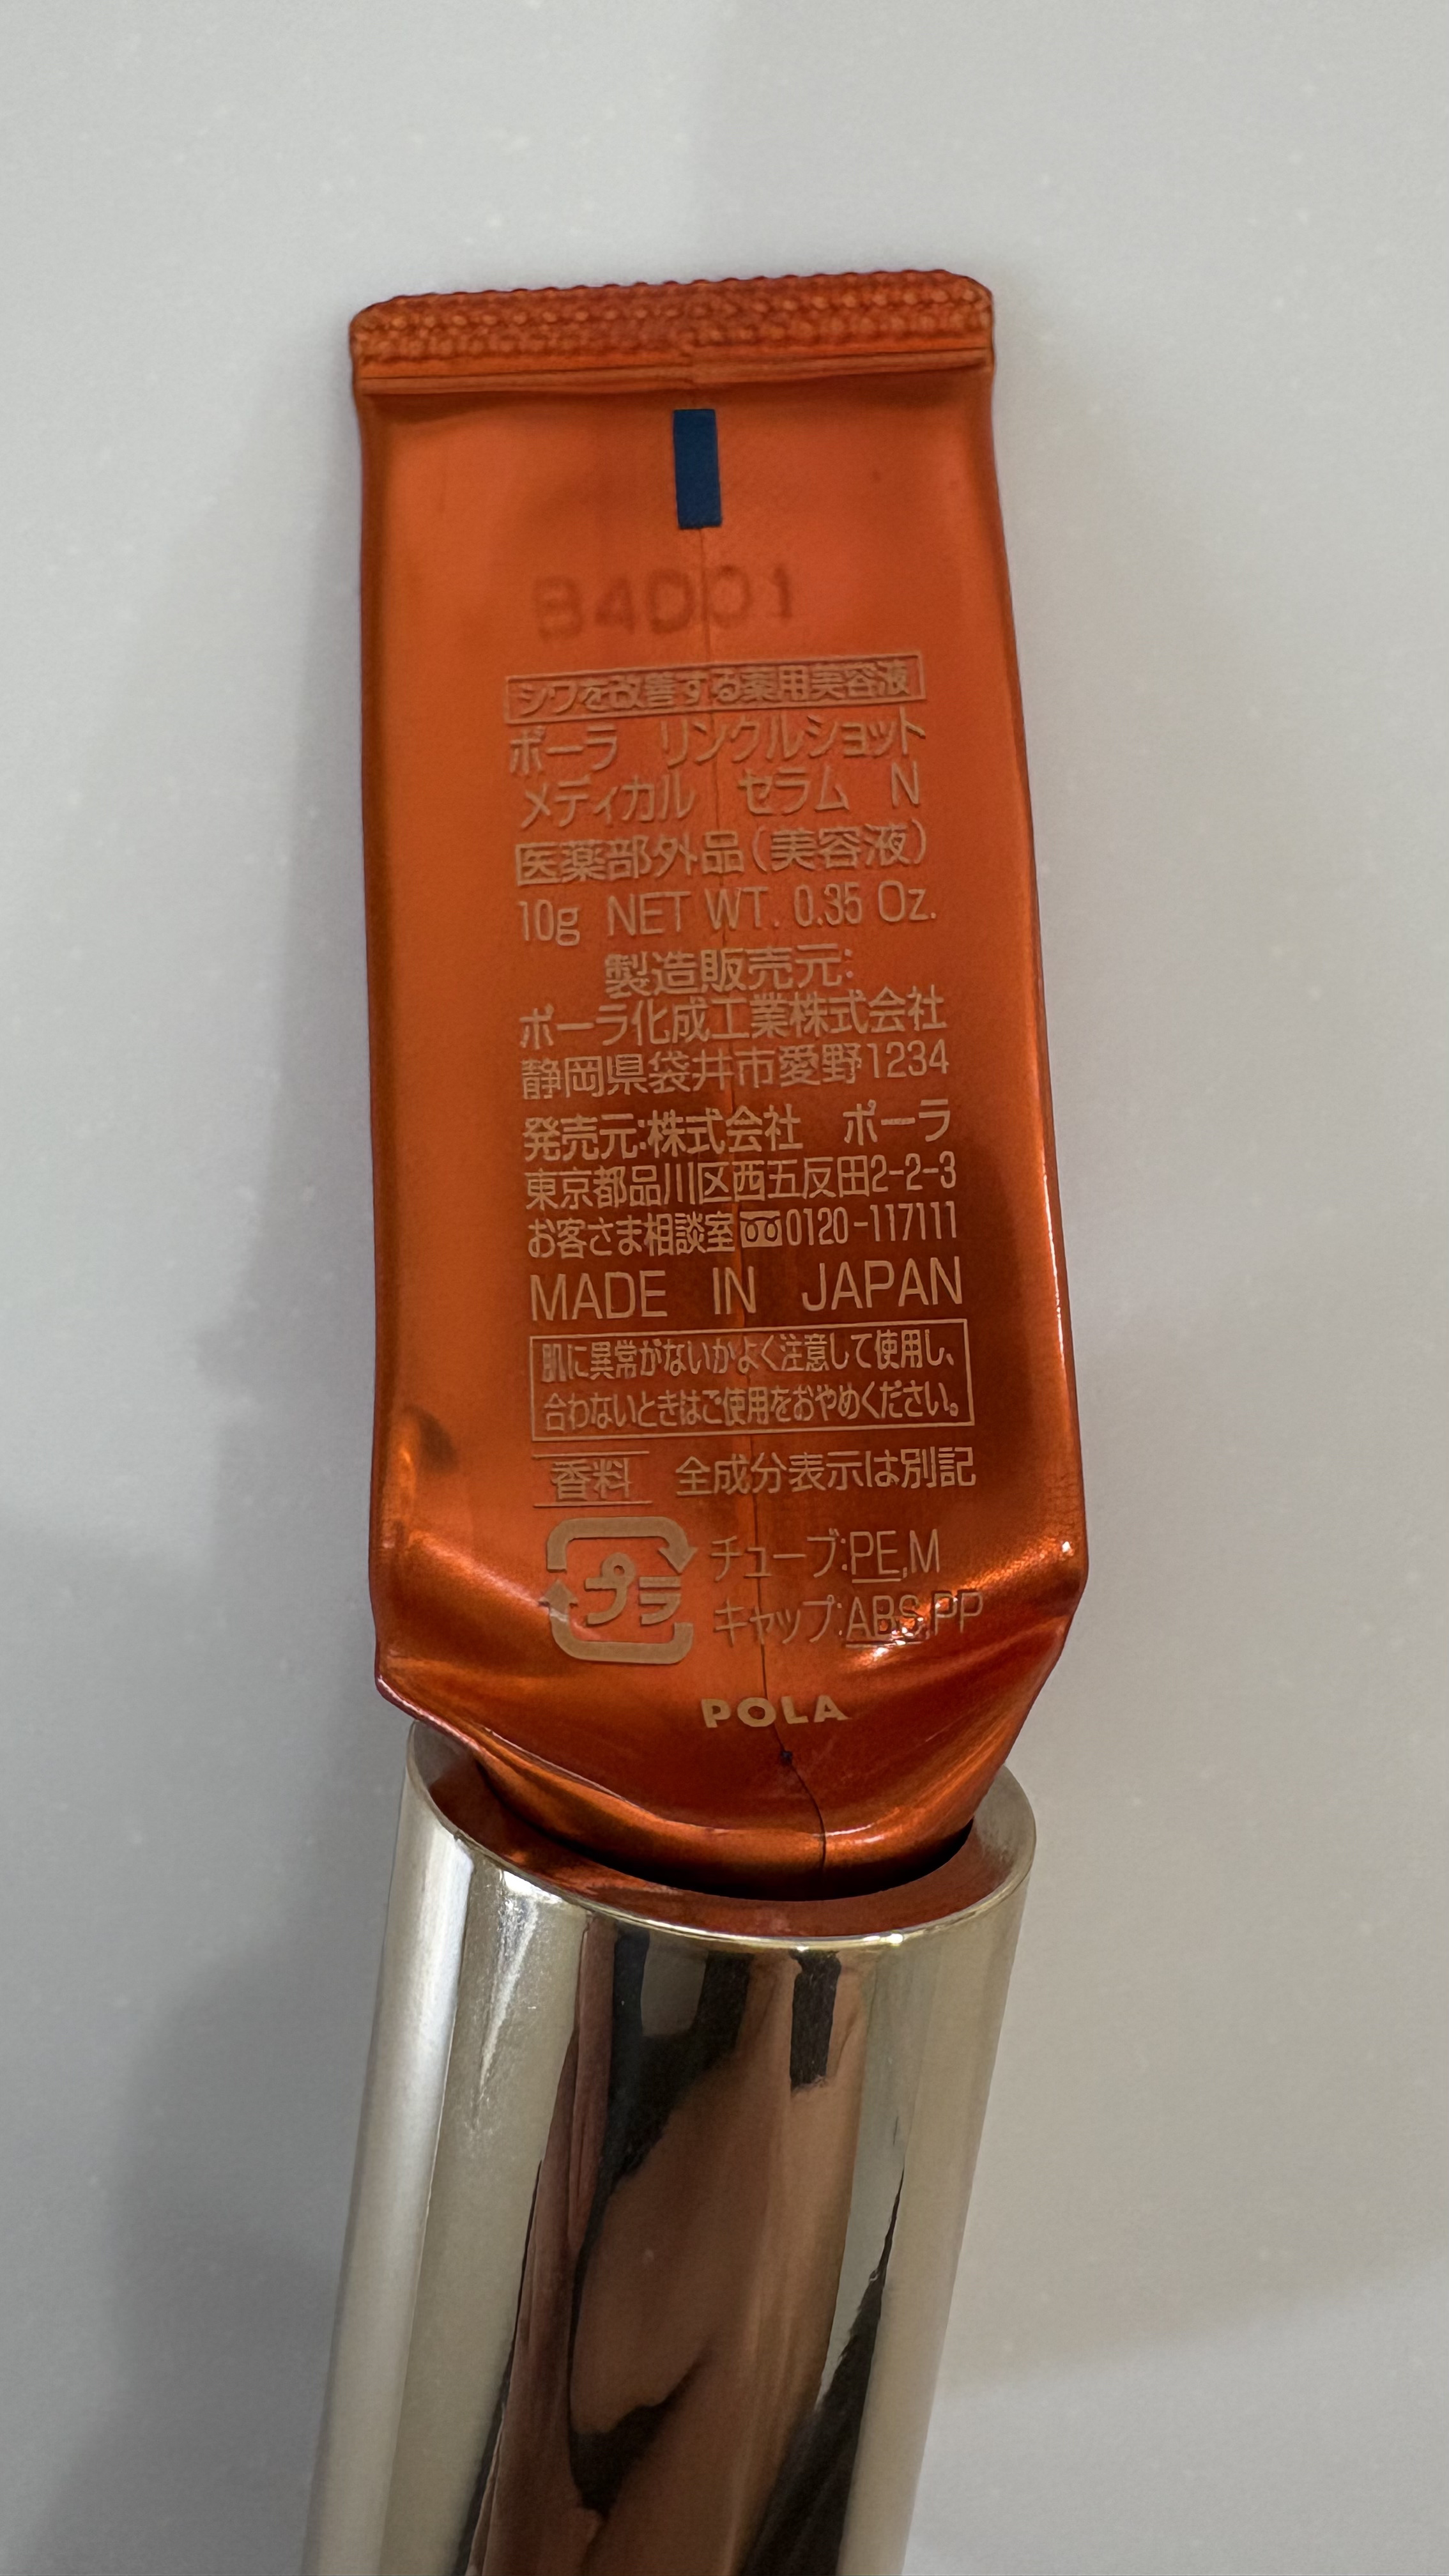 B4D01
シワを改善する薬用美容液
ポーラ リンクルショット
メディカル セラム N
医薬部外品(美容液)
10g NET WT. 0.35 Oz.
製造販売元:
ポーラ化成工業株式会社
静岡県袋井市愛野1234
発売元:株式会社 ポーラ
東京都品川区西五反田2-2-3
お客さま相談室 0120-117111
MADE IN JAPAN
肌に異常がないかよく注意して使用し、
合わないときはご使用をおやめください。
香料 全成分表示は別記
プラ
チューブ:PE,M
キャップ:ABS,PP
POLA